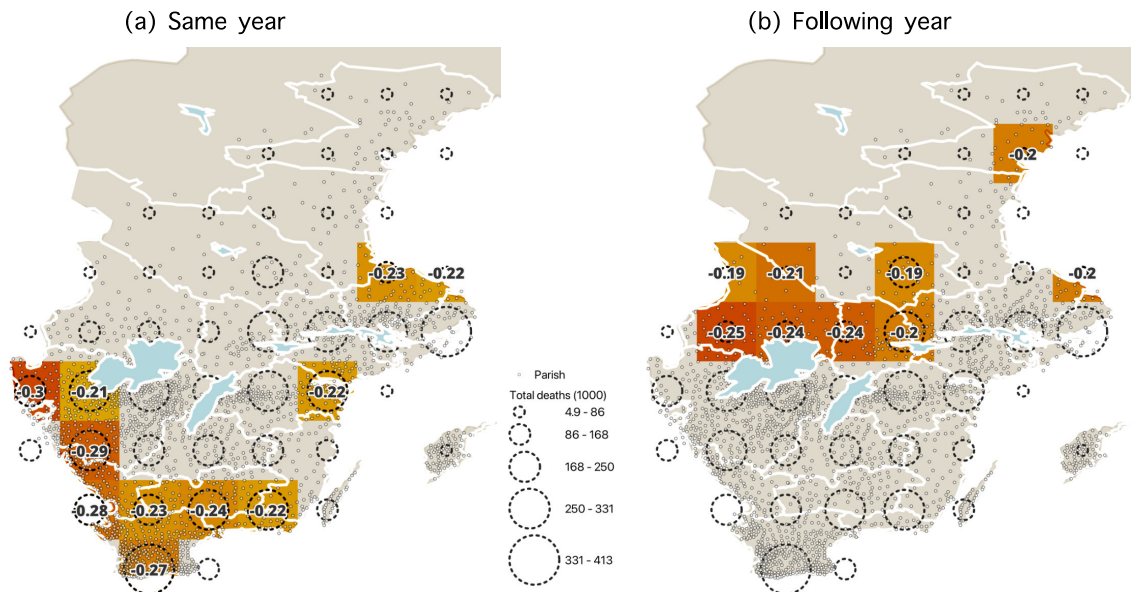 (a) Same year
(b) Following year
-0.2
-0.23
-0.22
-0.19
-0.21
-0.19
-0.2
-0.25
-0.24
-0.24
-0.2
-0.3
-0.21
-0.22
-0.29
-0.28
-0.23
-0.24
-0.22
-0.27
Parish
Total deaths (1000)
4.9 - 86
86 - 168
168 - 250
250 - 331
331 - 413